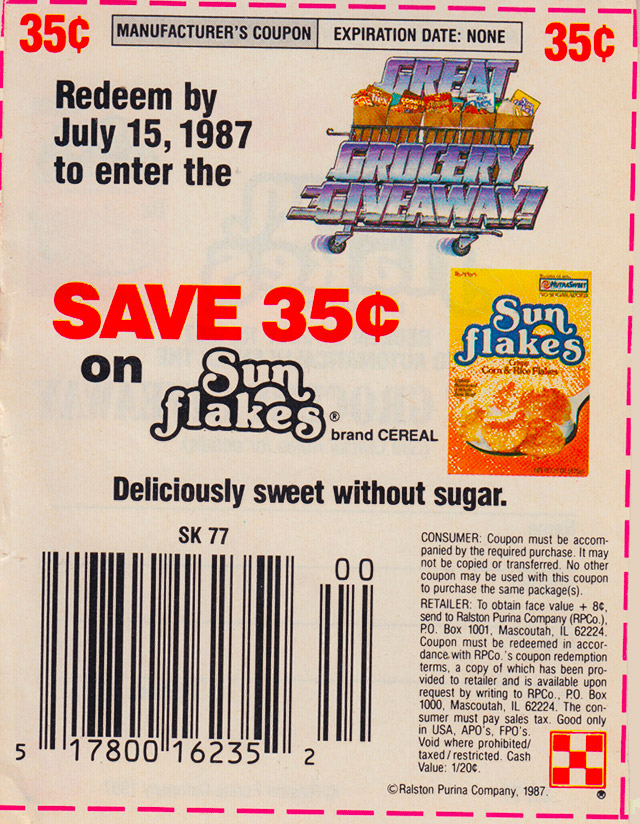 35¢ MANUFACTURER'S COUPON EXPIRATION DATE: NONE 35¢
Redeem by
July 15, 1987
to enter the
GREAT
GROCERY
GIVEAWAY!
SAVE 35¢
on Sun
flakes®
brand CEREAL
NUTRASWEET
Sun
flakes
Crispy
Corn & Rice Flakes
Deliciously sweet without sugar.
SK 77
00
5 17800 16235 2
CONSUMER: Coupon must be accom-
panied by the required purchase. It may
not be copied or transferred. No other
coupon may be used with this coupon
to purchase the same package(s).
RETAILER: To obtain face value + 8¢,
send to Ralston Purina Company (RPCo.),
P.O. Box 1001, Mascoutah, IL 62224.
Coupon must be redeemed in accor-
dance with RPCo.'s coupon redemption
terms, a copy of which has been pro-
vided to retailer and is available upon
request by writing to RPCo., P.O. Box
1000, Mascoutah, IL 62224. The con-
sumer must pay sales tax. Good only
in USA, APO's, FPO's.
Void where prohibited/
taxed/restricted. Cash
Value: 1/20¢.
©Ralston Purina Company, 1987.
®